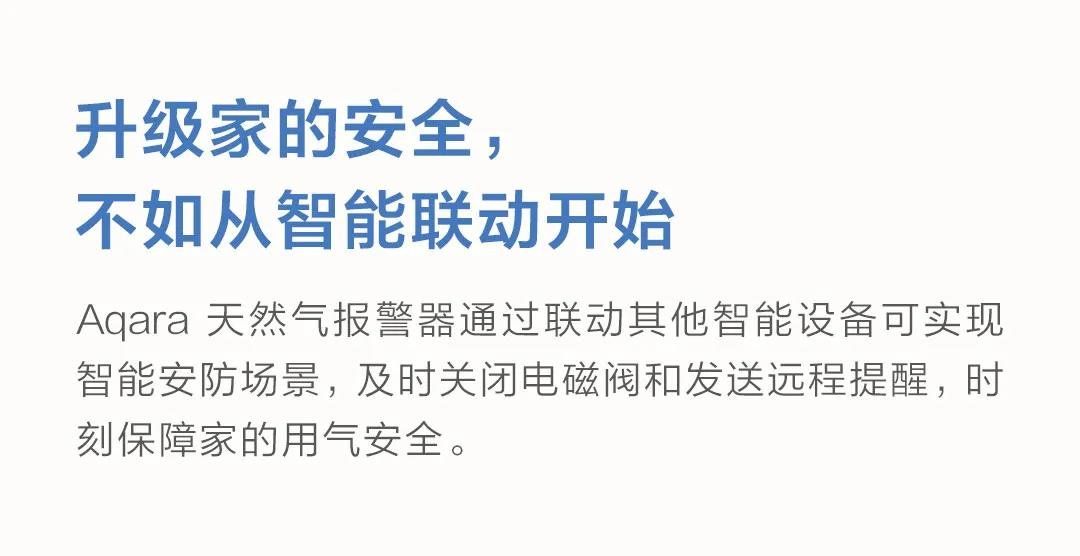 升级家的安全，
不如从智能联动开始
Aqara 天然气报警器通过联动其他智能设备可实现
智能安防场景，及时关闭电磁阀和发送远程提醒，时
刻保障家的用气安全。